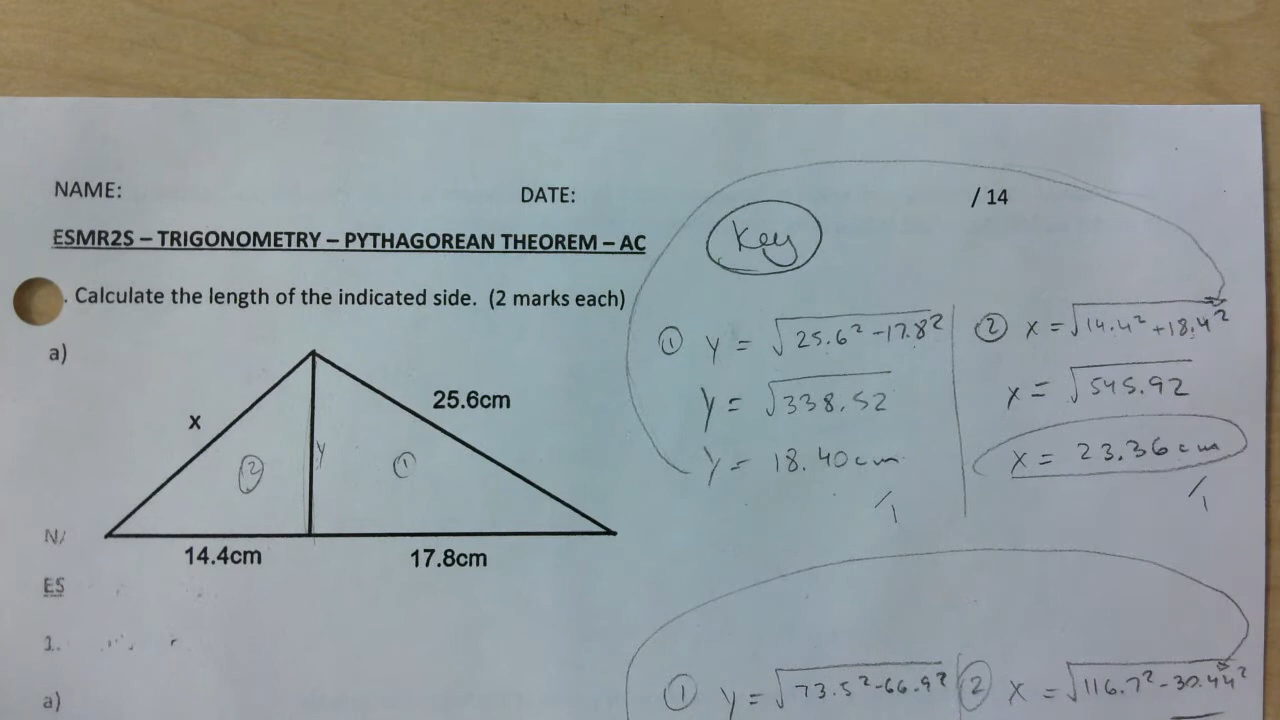 NAME:
DATE:
/ 14
ESMR2S – TRIGONOMETRY – PYTHAGOREAN THEOREM – AC
Key
. Calculate the length of the indicated side. (2 marks each)
a)
x
25.6cm
y
②
①
14.4cm
17.8cm
① y = √25.6² -17.8²
y = √338.52
y = 18.40cm
/1
② x = √14.4² +18.4²
x = √545.92
x = 23.36cm
/1
N/
ES
1.
a)
① y = √73.5²-66.9²
② x = √116.7² -30.44²